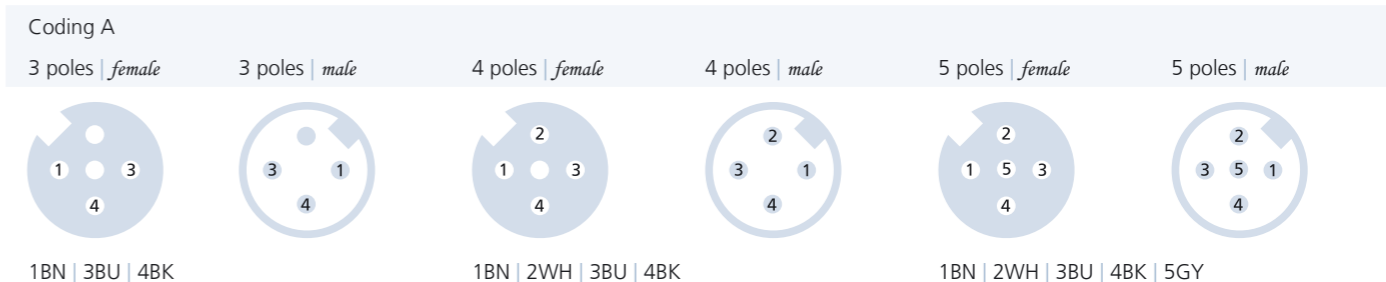 Coding A
3 poles | female 3 poles | male 4 poles | female 4 poles | male 5 poles | female 5 poles | male
2 2 2 2
1 3 3 1 1 3 3 1 1 5 3 3 5 1
4 4 4 4 4 4
1BN | 3BU | 4BK 1BN | 2WH | 3BU | 4BK 1BN | 2WH | 3BU | 4BK | 5GY